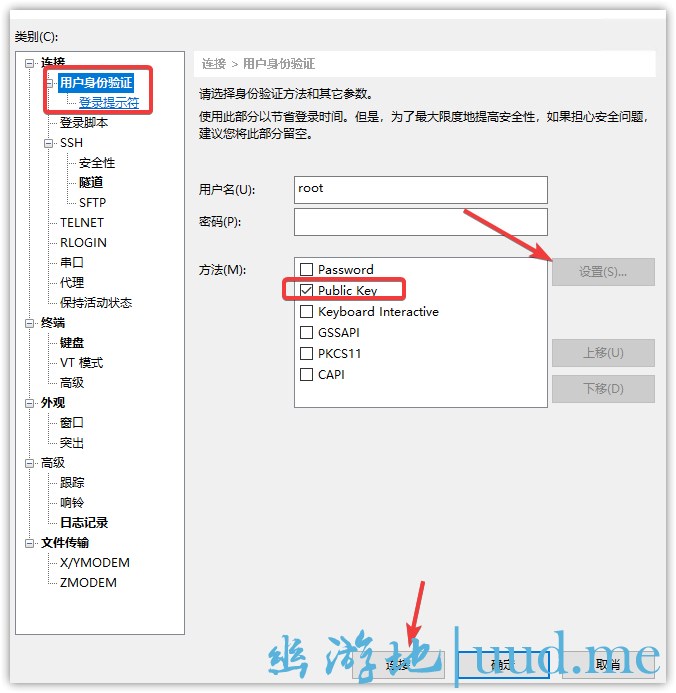 类别(C):
连接
用户身份验证
登录提示符
登录脚本
SSH
安全性
隧道
SFTP
TELNET
RLOGIN
串口
代理
保持活动状态
终端
键盘
VT 模式
高级
外观
窗口
突出
高级
跟踪
响铃
日志记录
文件传输
X/YMODEM
ZMODEM
连接 > 用户身份验证
请选择身份验证方法和其它参数。
使用此部分以节省登录时间。但是，为了最大限度地提高安全性，如果担心安全问题，
建议您将此部分留空。
用户名(U):
root
密码(P):
方法(M):
Password
Public Key
Keyboard Interactive
GSSAPI
PKCS11
CAPI
设置(S)...
上移(U)
下移(D)
连接
确定
取消
幽游地|uud.me